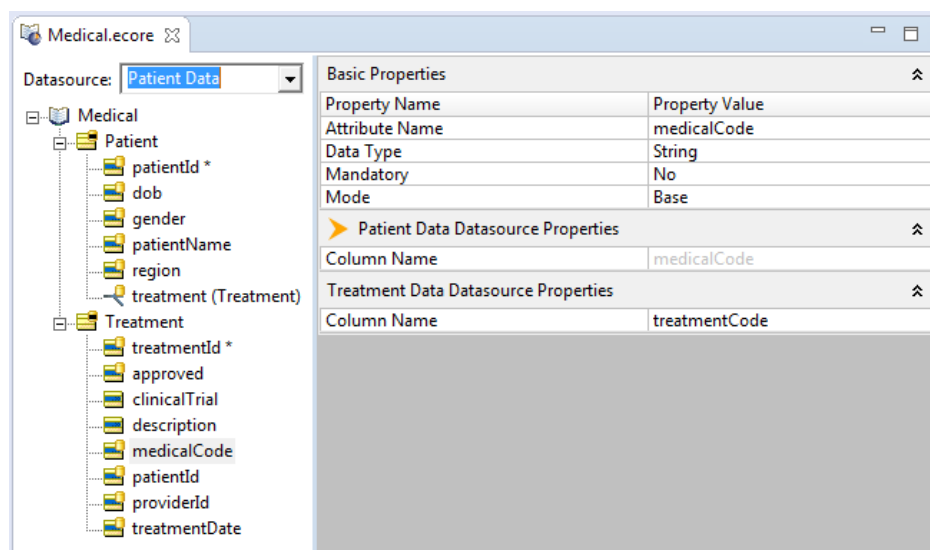 Medical.ecore
Datasource: Patient Data
Medical
Patient
patientId *
dob
gender
patientName
region
treatment (Treatment)
Treatment
treatmentId *
approved
clinicalTrial
description
medicalCode
patientId
providerId
treatmentDate
Basic Properties
Property Name Property Value
Attribute Name medicalCode
Data Type String
Mandatory No
Mode Base
Patient Data Datasource Properties
Column Name medicalCode
Treatment Data Datasource Properties
Column Name treatmentCode